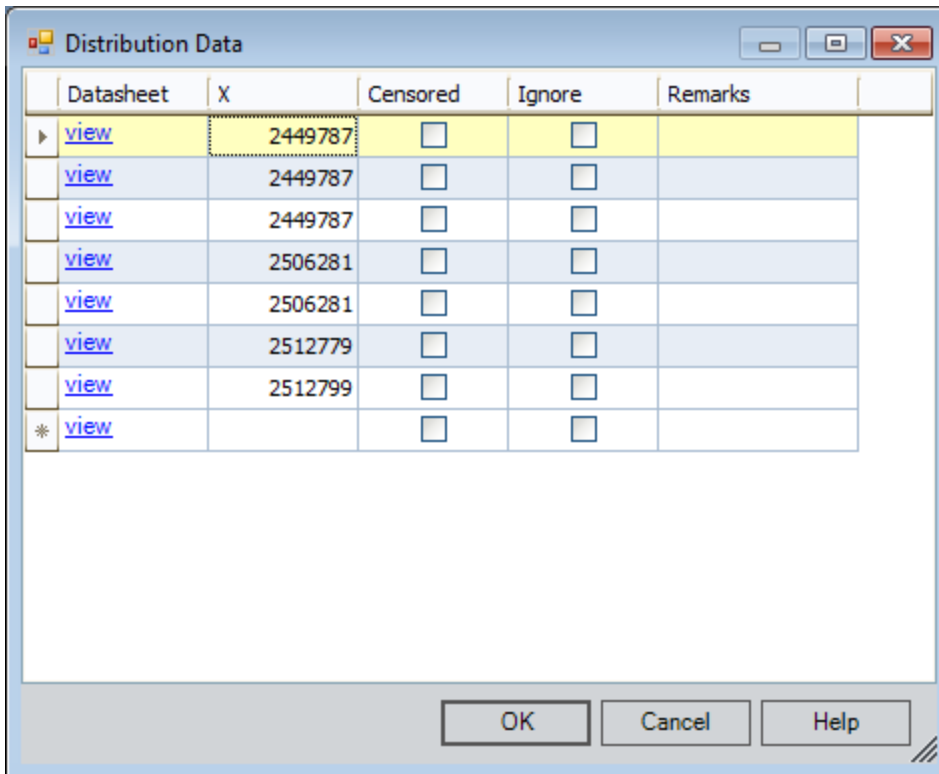 Distribution Data
Datasheet X Censored Ignore Remarks
view 2449787
view 2449787
view 2449787
view 2506281
view 2506281
view 2512779
view 2512799
view
OK Cancel Help